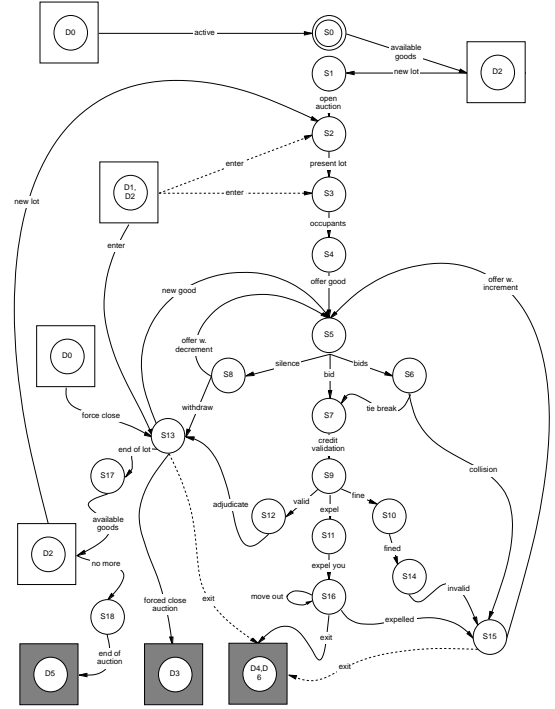 D0
active
S0
available
goods
D2
new lot
S1
open
auction
S2
enter
present lot
D1,
D2
enter
S3
new lot
occupants
enter
S4
offer good
offer w.
increment
new good
S5
offer w.
decrement
D0
silence
bid
bids
S8
S6
withdraw
tie break
S7
force close
credit
validation
S13
end of lot
collision
S17
S9
valid
fine
adjudicate
expel
S12
S10
available
goods
S11
D2
fined
no more
expel you
S14
invalid
move out
S16
forced close
auction
exit
S18
expelled
S15
exit
end of
auction
exit
D5
D3
D4,D
6